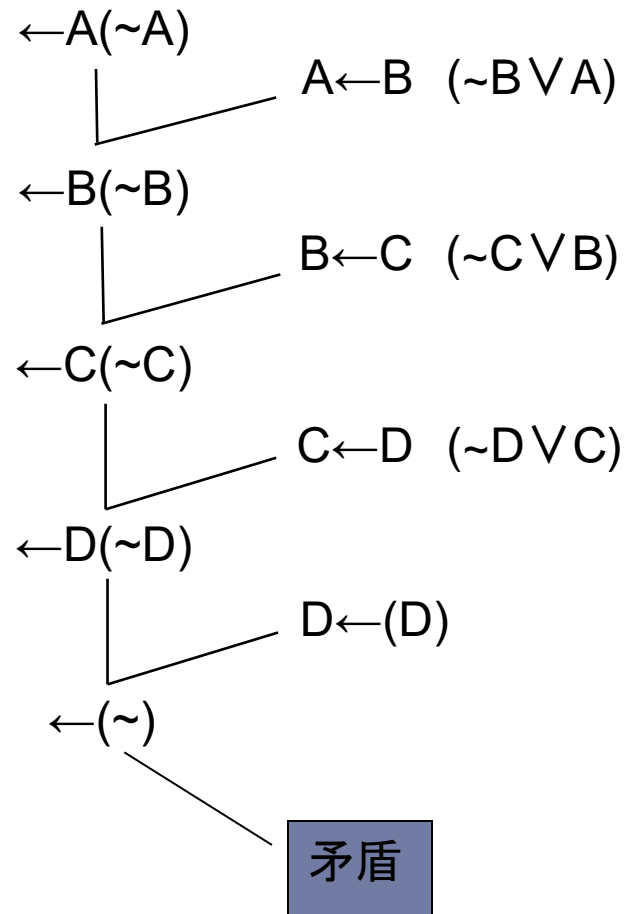 ←A(~A)
A←B (~B∨A)
←B(~B)
B←C (~C∨B)
←C(~C)
C←D (~D∨C)
←D(~D)
D←(D)
←(~)
矛盾